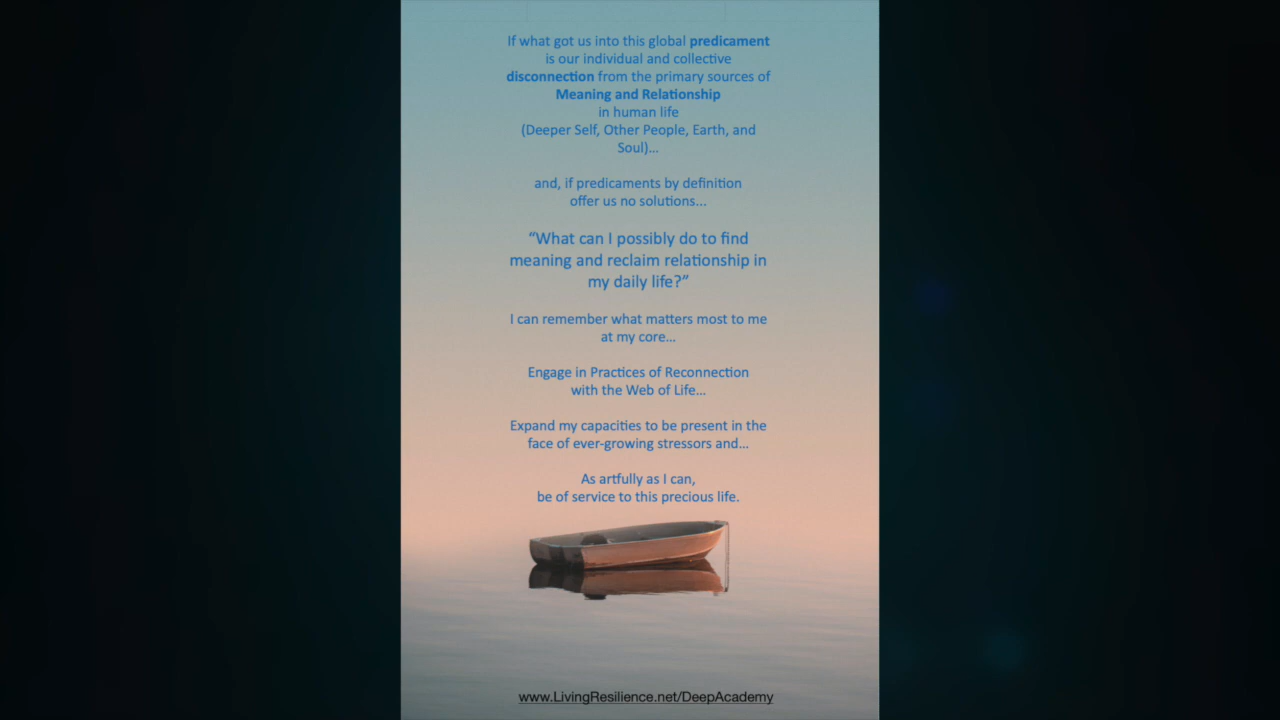 If what got us into this global predicament
is our individual and collective
disconnection from the primary sources of
Meaning and Relationship
in human life
(Deeper Self, Other People, Earth, and
Soul)...
and, if predicaments by definition
offer us no solutions...
“What can I possibly do to find
meaning and reclaim relationship in
my daily life?”
I can remember what matters most to me
at my core...
Engage in Practices of Reconnection
with the Web of Life...
Expand my capacities to be present in the
face of ever-growing stressors and...
As artfully as I can,
be of service to this precious life.
www.LivingResilience.net/DeepAcademy